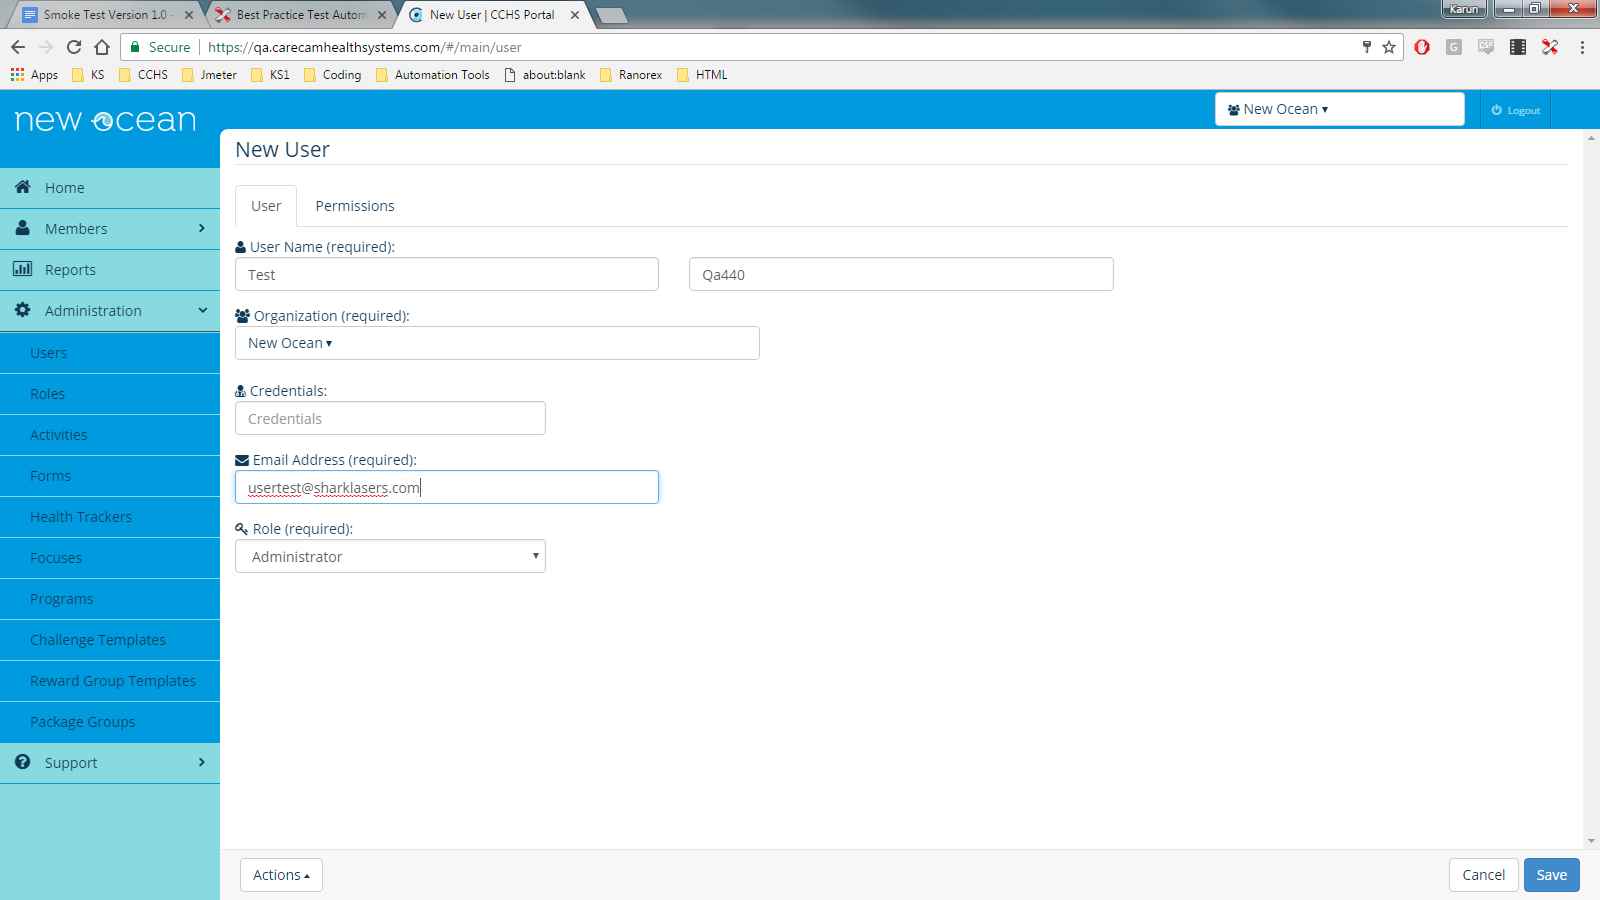 Smoke Test Version 1.0 -
Best Practice Test Autom
New User | CCHS Portal
Karun
Secure
https://qa.carecamhealthsystems.com/#/main/user
Apps
KS
CCHS
Jmeter
KS1
Coding
Automation Tools
about:blank
Ranorex
HTML
new ocean
New Ocean
Logout
Home
Members
Reports
Administration
Users
Roles
Activities
Forms
Health Trackers
Focuses
Programs
Challenge Templates
Reward Group Templates
Package Groups
Support
New User
User
Permissions
User Name (required):
Test
Qa440
Organization (required):
New Ocean
Credentials:
Credentials
Email Address (required):
usertest@sharklasers.com
Role (required):
Administrator
Actions
Cancel
Save